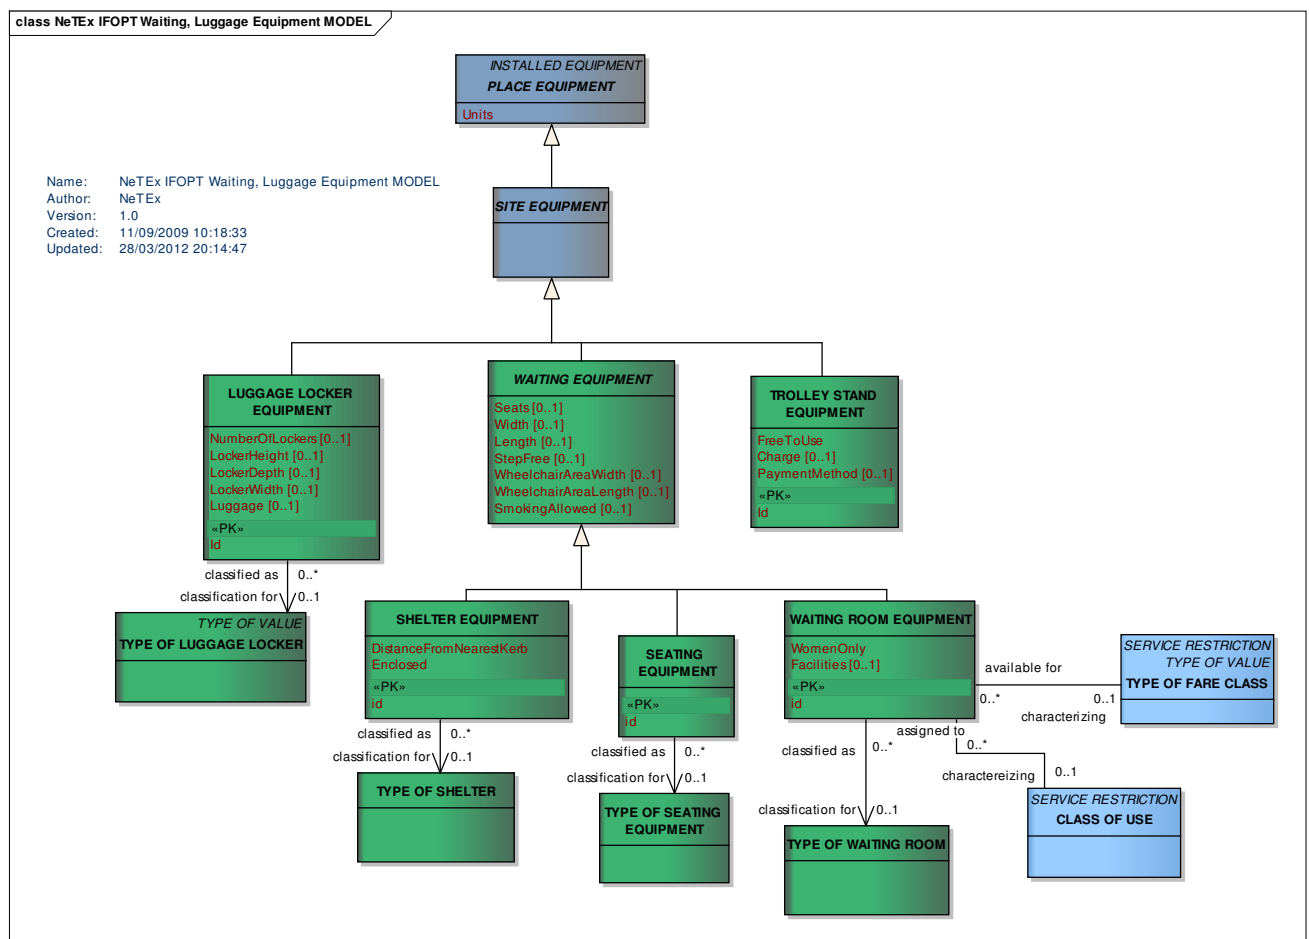 class NeTEx IFOPT Waiting, Luggage Equipment MODEL
INSTALLED EQUIPMENT
PLACE EQUIPMENT
Units
Name: NeTEx IFOPT Waiting, Luggage Equipment MODEL
Author: NeTEx
Version: 1.0
Created: 11/09/2009 10:18:33
Updated: 28/03/2012 20:14:47
SITE EQUIPMENT
LUGGAGE LOCKER
EQUIPMENT
NumberOfLockers [0..1]
LockerHeight [0..1]
LockerDepth [0..1]
LockerWidth [0..1]
Luggage [0..1]
«PK»
Id
WAITING EQUIPMENT
Seats [0..1]
Width [0..1]
Length [0..1]
StepFree [0..1]
WheelchairAreaWidth [0..1]
WheelchairAreaLength [0..1]
SmokingAllowed [0..1]
TROLLEY STAND
EQUIPMENT
FreeToUse
Charge [0..1]
PaymentMethod [0..1]
«PK»
Id
classified as 0..*
classification for 0..1
TYPE OF VALUE
TYPE OF LUGGAGE LOCKER
SHELTER EQUIPMENT
DistanceFromNearestKerb
Enclosed
«PK»
id
SEATING
EQUIPMENT
«PK»
id
WAITING ROOM EQUIPMENT
WomenOnly
Facilities [0..1]
«PK»
id
available for
0..* 0..1
characterizing
SERVICE RESTRICTION
TYPE OF VALUE
TYPE OF FARE CLASS
classified as 0..*
classification for 0..1
TYPE OF SHELTER
classified as 0..*
classification for 0..1
TYPE OF SEATING
EQUIPMENT
classified as 0..*
classification for 0..1
TYPE OF WAITING ROOM
assigned to
0..*
charactereizing 0..1
SERVICE RESTRICTION
CLASS OF USE